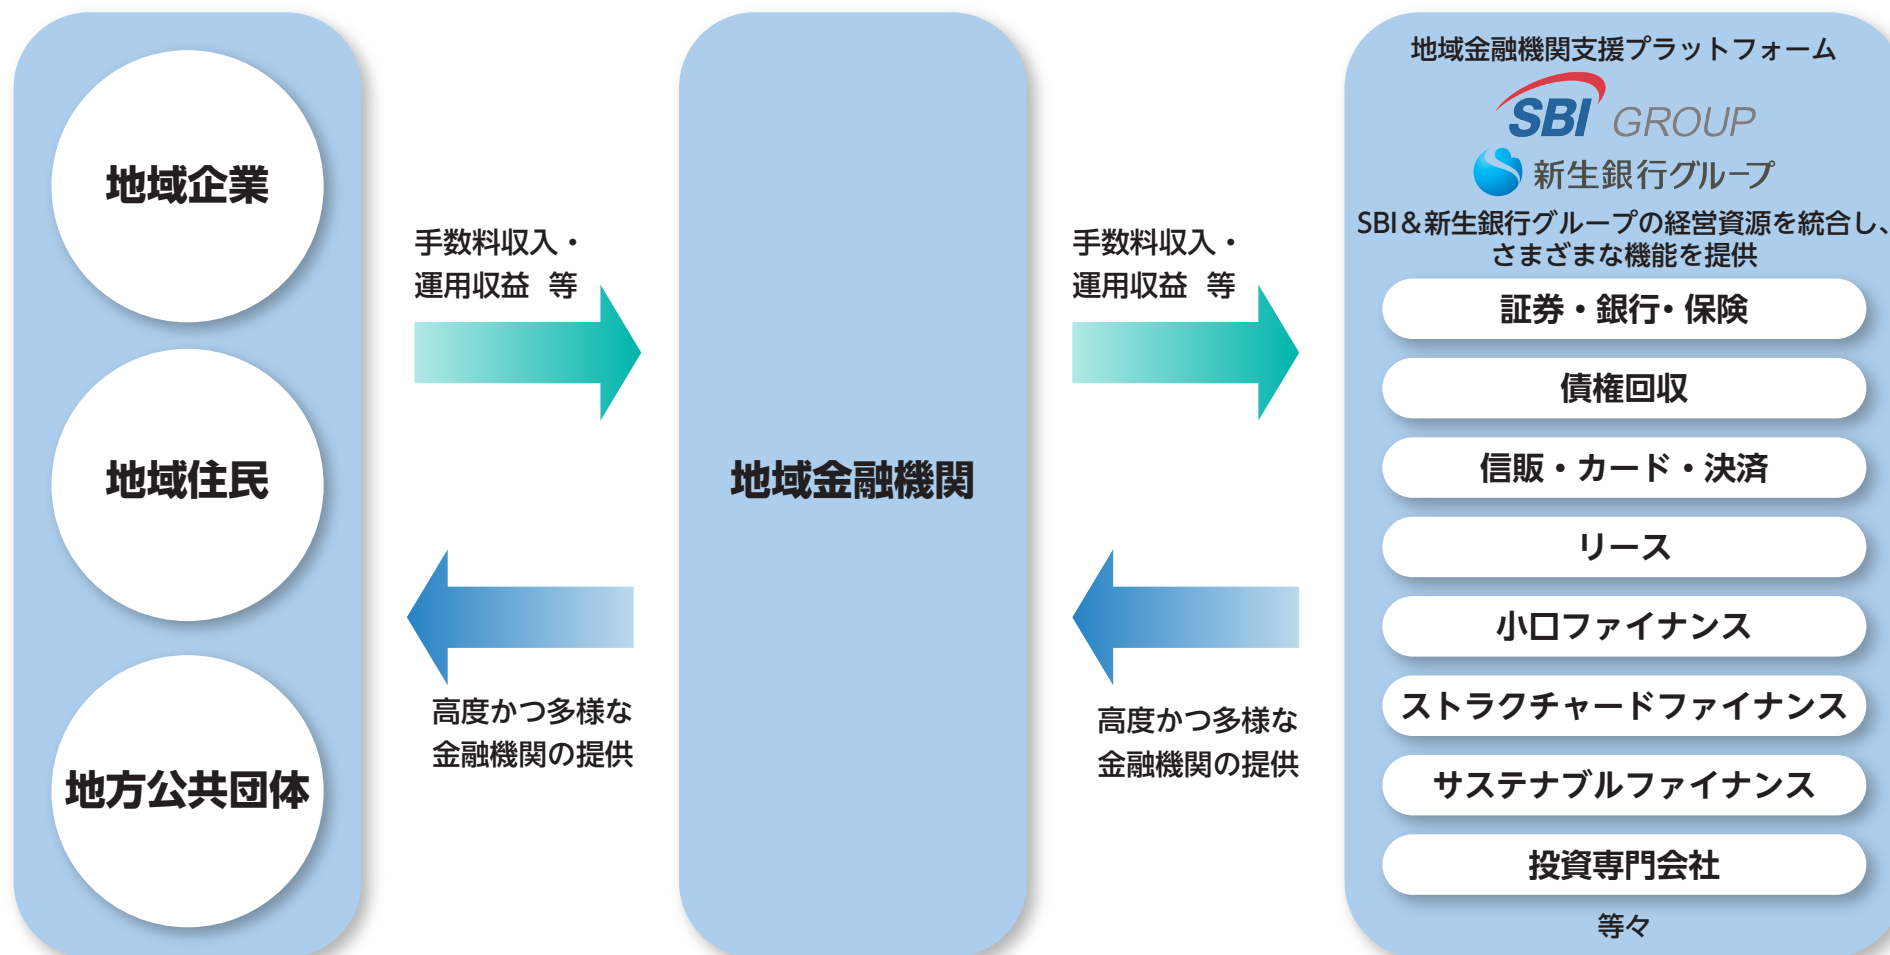 地域企業
地域住民
地方公共団体
手数料収入・
運用収益 等
高度かつ多様な
金融機関の提供
地域金融機関
手数料収入・
運用収益 等
高度かつ多様な
金融機関の提供
地域金融機関支援プラットフォーム
SBI GROUP
新生銀行グループ
SBI＆新生銀行グループの経営資源を統合し、
さまざまな機能を提供
証券・銀行・保険
債権回収
信販・カード・決済
リース
小口ファイナンス
ストラクチャードファイナンス
サステナブルファイナンス
投資専門会社
等々